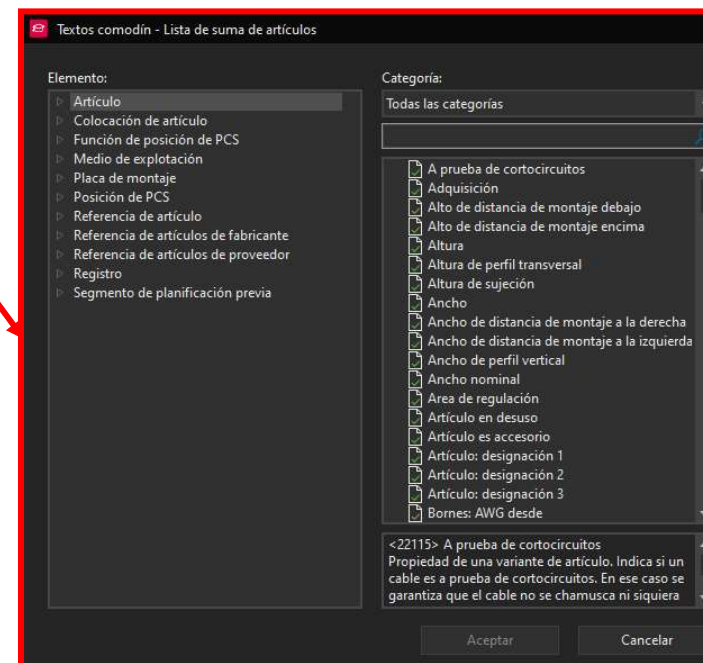 Textos comodín - Lista de suma de artículos
Elemento:
Artículo
Colocación de artículo
Función de posición de PCS
Medio de explotación
Placa de montaje
Posición de PCS
Referencia de artículo
Referencia de artículos de fabricante
Referencia de artículos de proveedor
Registro
Segmento de planificación previa
Categoría:
Todas las categorías
A prueba de cortocircuitos
Adquisición
Alto de distancia de montaje debajo
Alto de distancia de montaje encima
Altura
Altura de perfil transversal
Altura de sujeción
Ancho
Ancho de distancia de montaje a la derecha
Ancho de distancia de montaje a la izquierda
Ancho de perfil vertical
Ancho nominal
Area de regulación
Artículo en desuso
Artículo es accesorio
Artículo: designación 1
Artículo: designación 2
Artículo: designación 3
Bornes: AWG desde
<22115> A prueba de cortocircuitos
Propiedad de una variante de artículo. Indica si un
cable es a prueba de cortocircuitos. En ese caso se
garantiza que el cable no se chamusca ni siquiera
Aceptar
Cancelar